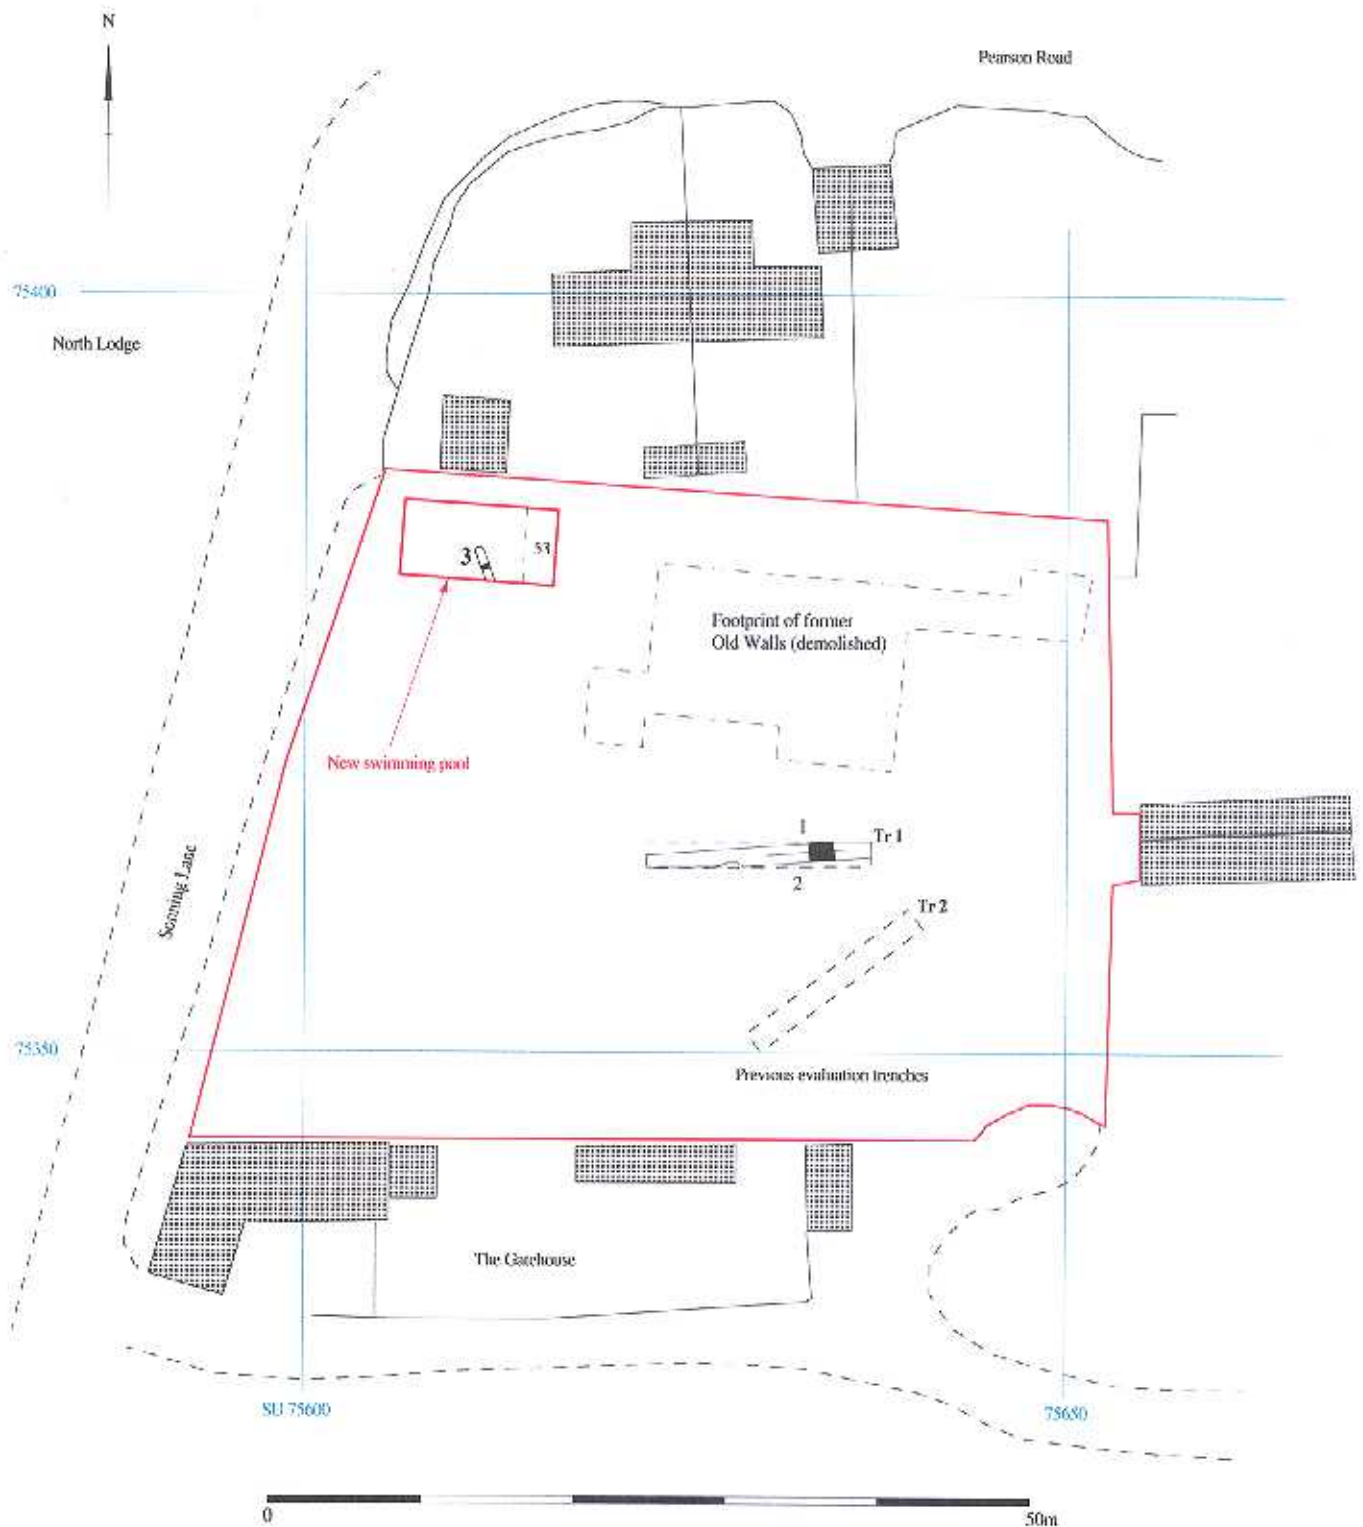 N
Pearson Road
75400
North Lodge
3
53
Footprint of former
Old Walls (demolished)
New swimming pool
1
Tr 1
2
Sonning Lane
Tr 2
75350
Previous evaluation trenches
The Gatehouse
SU 75600
75650
0
50m